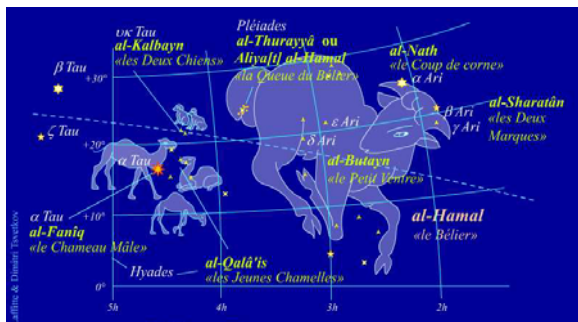 υκ Tau
al-Kalbayn
«les Deux Chiens»
Pléiades
al-Thurayyâ ou
Aliya[t] al-Hamal
«la Queue du Bélier»
al-Nath
«le Coup de corne»
α Ari
β Tau
+30°
β Ari
γ Ari
al-Sharatân
«les Deux
Marques»
ζ Tau
+20°
ε Ari
δ Ari
α Tau
al-Butayn
«le Petit Ventre»
+10°
α Tau
al-Fanîq
«le Chameau Mâle»
al-Hamal
«le Bélier»
Hyades
al-Qalâ'is
«les Jeunes Chamelles»
0°
5h
4h
3h
2h
& Dimitri Tsvetkov